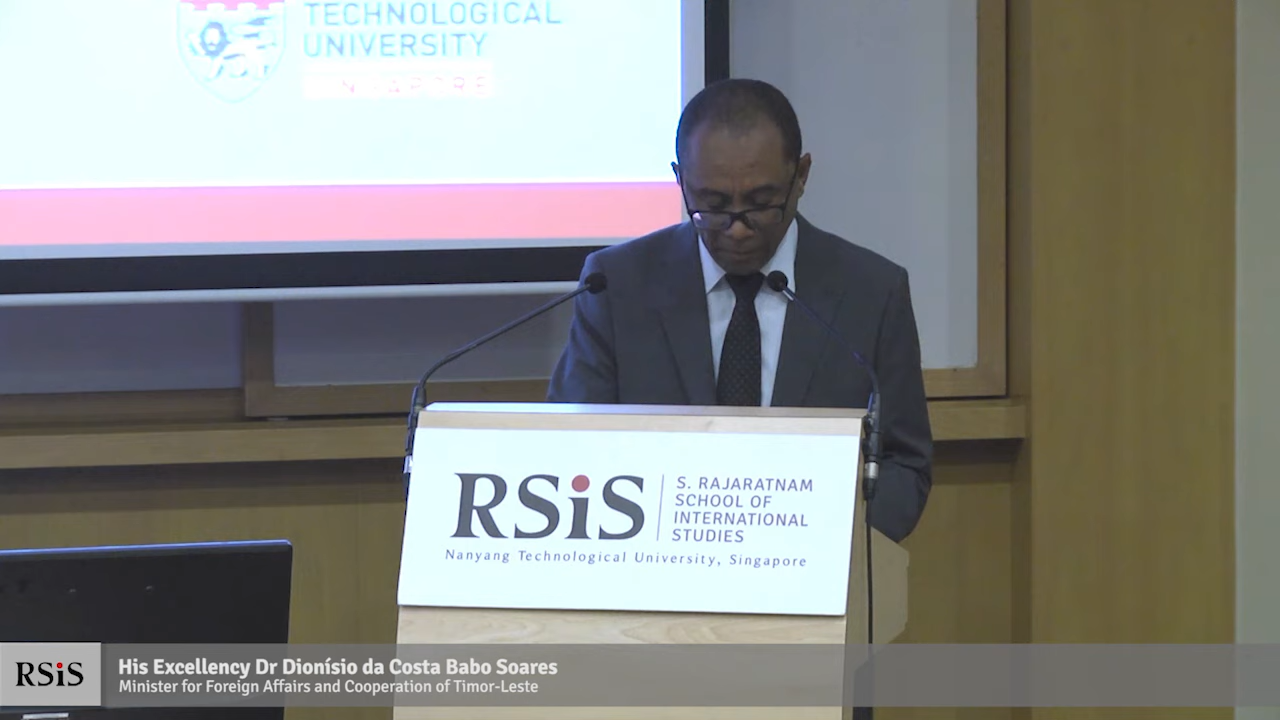 TECHNOLOGICAL
UNIVERSITY
SINGAPORE
RSiS
S. RAJARATNAM
SCHOOL OF
INTERNATIONAL
STUDIES
Nanyang Technological University, Singapore
RSiS
His Excellency Dr Dionísio da Costa Babo Soares
Minister for Foreign Affairs and Cooperation of Timor-Leste